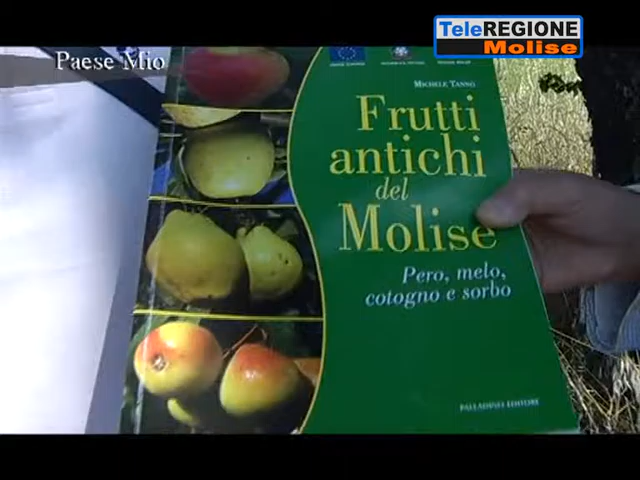 TeleREGIONE
Molise
Paese Mio
MICHELE TANNO
Frutti
antichi
del
Molise
Pero, melo,
cotogno e sorbo
PALLADINO EDITORE